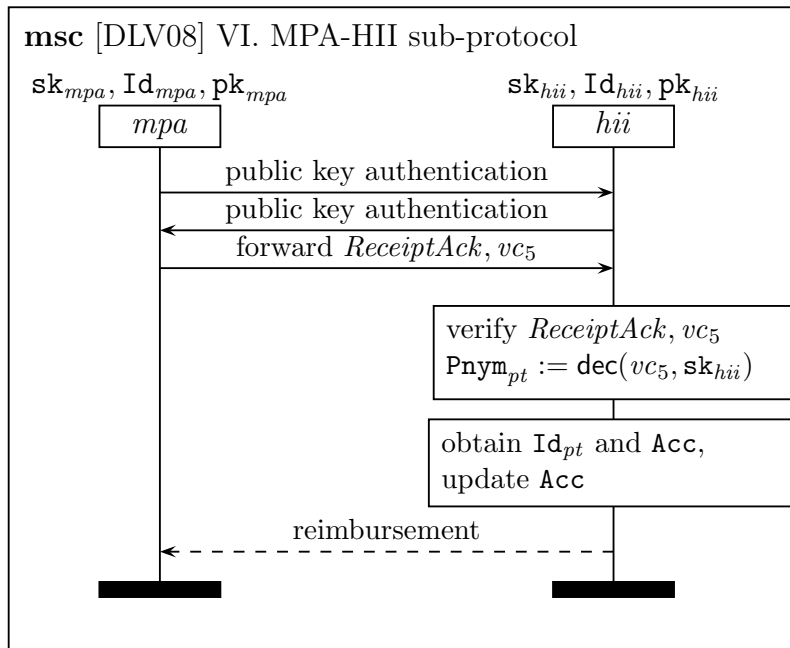 msc [DLV08] VI. MPA-HII sub-protocol
sk_mpa, Id_mpa, pk_mpa
sk_hii, Id_hii, pk_hii
mpa
hii
public key authentication
public key authentication
forward ReceiptAck, vc_5
verify ReceiptAck, vc_5
Pnym_pt := dec(vc_5, sk_hii)
obtain Id_pt and Acc,
update Acc
reimbursement